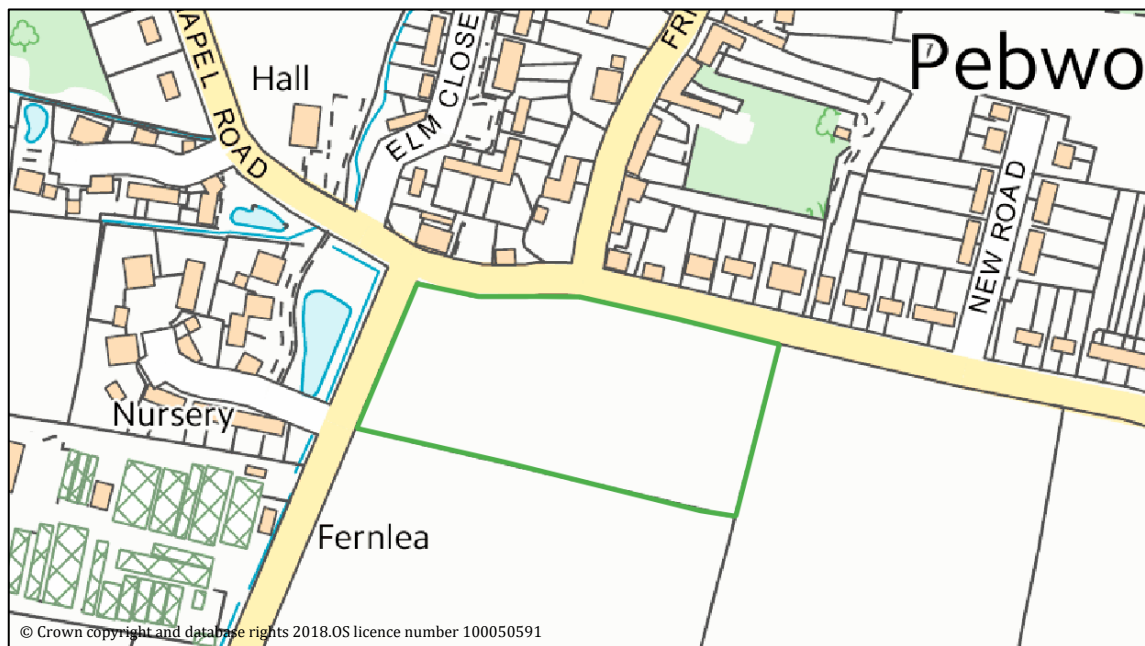 APEL ROAD
Hall
ELM CLOSE
FRI
Pebwo
NEW ROAD
Nursery
Fernlea
© Crown copyright and database rights 2018.OS licence number 100050591